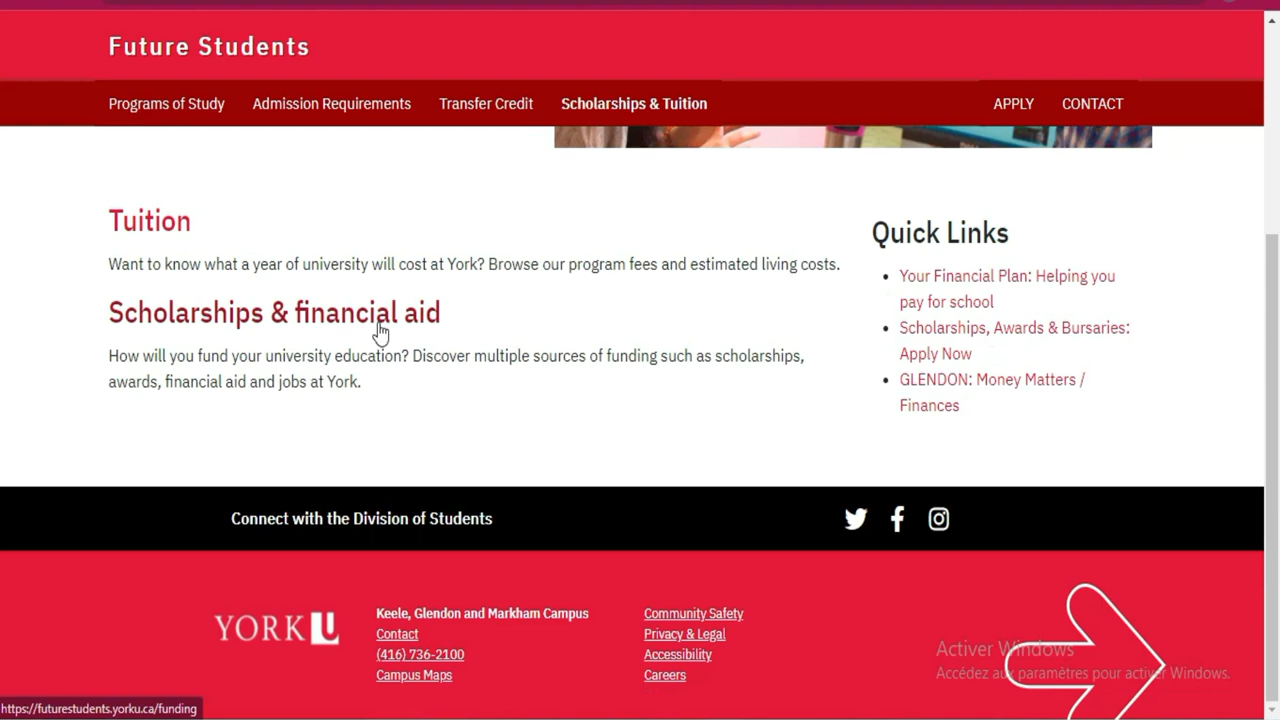 Future Students
Programs of Study Admission Requirements Transfer Credit Scholarships & Tuition APPLY CONTACT
Tuition
Want to know what a year of university will cost at York? Browse our program fees and estimated living costs.
Scholarships & financial aid
How will you fund your university education? Discover multiple sources of funding such as scholarships,
awards, financial aid and jobs at York.
Quick Links
Your Financial Plan: Helping you
pay for school
Scholarships, Awards & Bursaries:
Apply Now
GLENDON: Money Matters /
Finances
Connect with the Division of Students
YORK U
Keele, Glendon and Markham Campus
Contact
(416) 736-2100
Campus Maps
Community Safety
Privacy & Legal
Accessibility
Careers
Activer Windows
Accédez aux paramètres pour activer Windows.
https://futurestudents.yorku.ca/funding